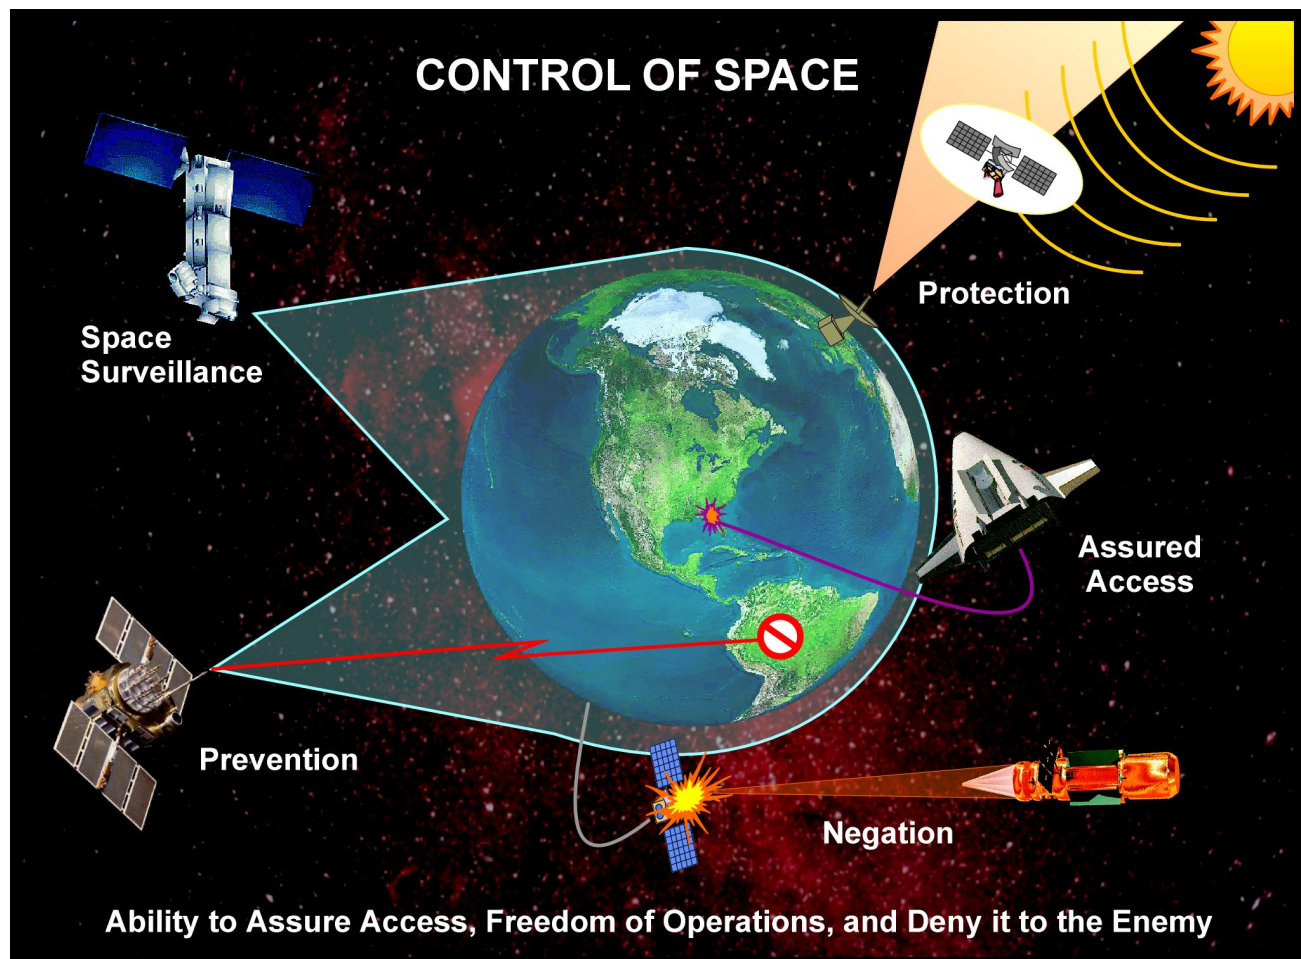 CONTROL OF SPACE
Space
Surveillance
Protection
Assured
Access
Prevention
Negation
Ability to Assure Access, Freedom of Operations, and Deny it to the Enemy